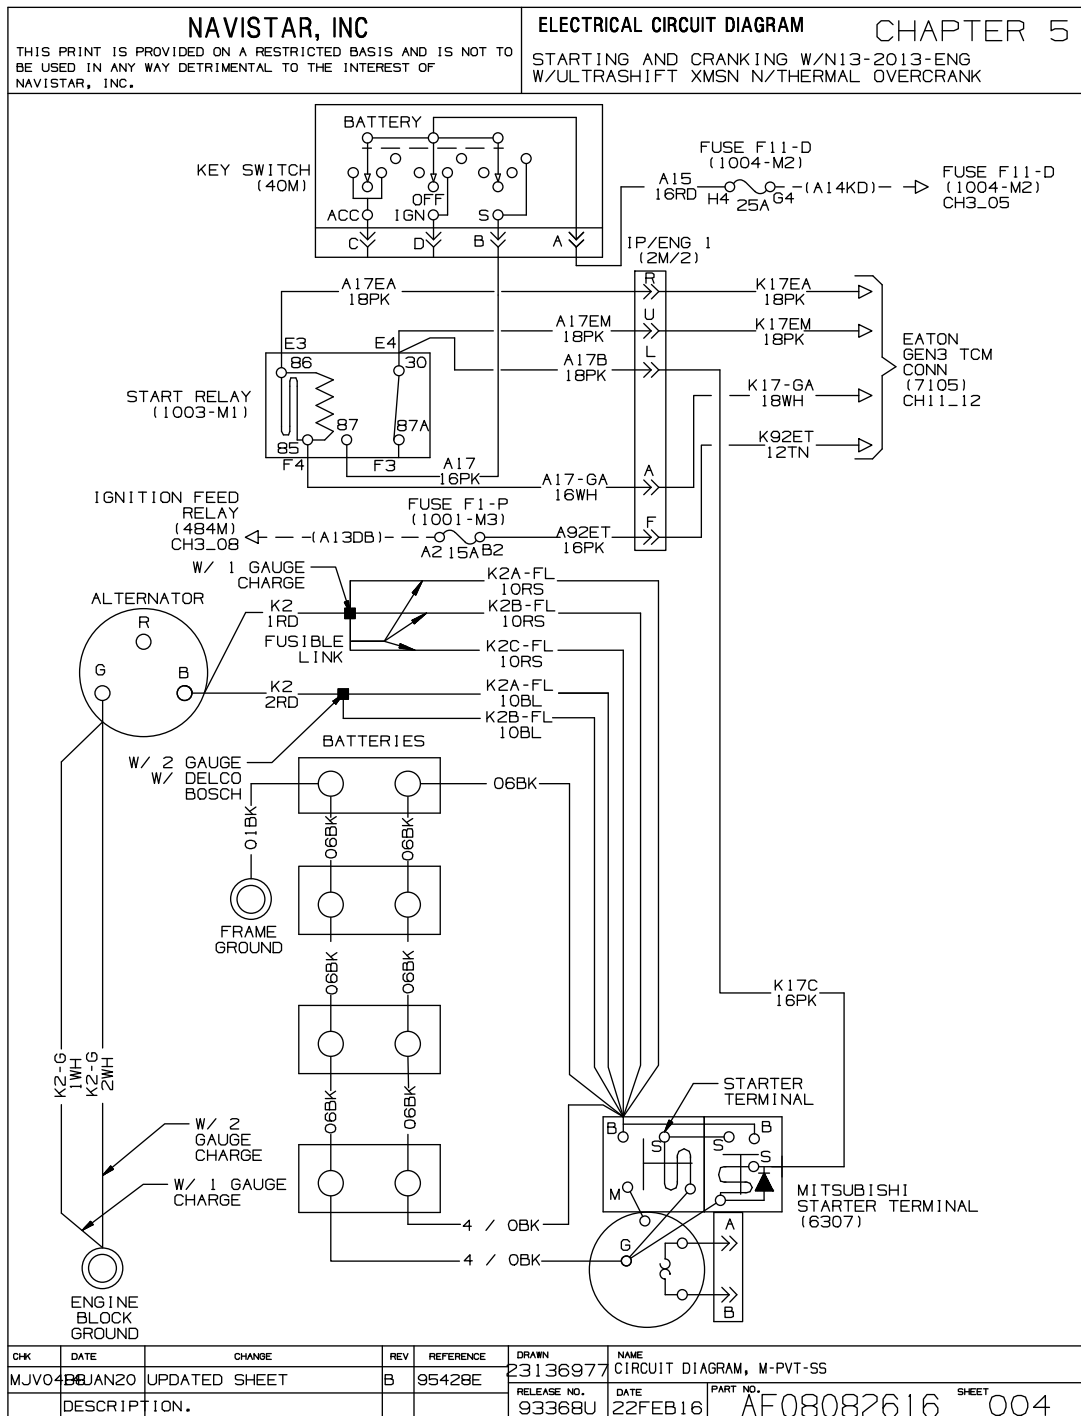 NAVISTAR, INC
THIS PRINT IS PROVIDED ON A RESTRICTED BASIS AND IS NOT TO
BE USED IN ANY WAY DETRIMENTAL TO THE INTEREST OF
NAVISTAR, INC.
ELECTRICAL CIRCUIT DIAGRAM
CHAPTER 5
STARTING AND CRANKING W/N13-2013-ENG
W/ULTRASHIFT XMSN N/THERMAL OVERCRANK
BATTERY
KEY SWITCH
(40M)
OFF
ACC
IGN
S
C
D
B
A
FUSE F11-D
(1004-M2)
A15
16RD
H4
25A
G4
(A14KD)
FUSE F11-D
(1004-M2)
CH3_05
IP/ENG 1
(2M/2)
A17EA
18PK
R
K17EA
18PK
A17EM
18PK
U
K17EM
18PK
A17B
18PK
L
K17-GA
18WH
K92ET
12TN
EATON
GEN3 TCM
CONN
(7105)
CH11_12
E3
E4
86
30
START RELAY
(1003-M1)
87
87A
85
F4
F3
A17
16PK
A17-GA
16WH
A
IGNITION FEED
RELAY
(484M)
CH3_08
(A13DB)
FUSE F1-P
(1001-M3)
A2
15A
B2
A92ET
16PK
F
W/ 1 GAUGE
CHARGE
ALTERNATOR
R
G
B
K2
1RD
FUSIBLE
LINK
K2A-FL
10RS
K2B-FL
10RS
K2C-FL
10RS
K2
2RD
K2A-FL
10BL
K2B-FL
10BL
W/ 2 GAUGE
W/ DELCO
BOSCH
BATTERIES
06BK
01BK
06BK
06BK
FRAME
GROUND
06BK
06BK
K17C
16PK
K2-G
1WH
K2-G
2WH
06BK
06BK
STARTER
TERMINAL
W/ 2
GAUGE
CHARGE
W/ 1 GAUGE
CHARGE
B
S
S
B
S
M
MITSUBISHI
STARTER TERMINAL
(6307)
4 / 0BK
4 / 0BK
G
A
B
ENGINE
BLOCK
GROUND
CHK
DATE
CHANGE
REV
REFERENCE
DRAWN
23136977
NAME
CIRCUIT DIAGRAM, M-PVT-SS
UPDATED SHEET
B
95428E
DESCRIPTION.
RELEASE NO.
93368U
DATE
22FEB16
PART NO.
AF08082616
SHEET
004